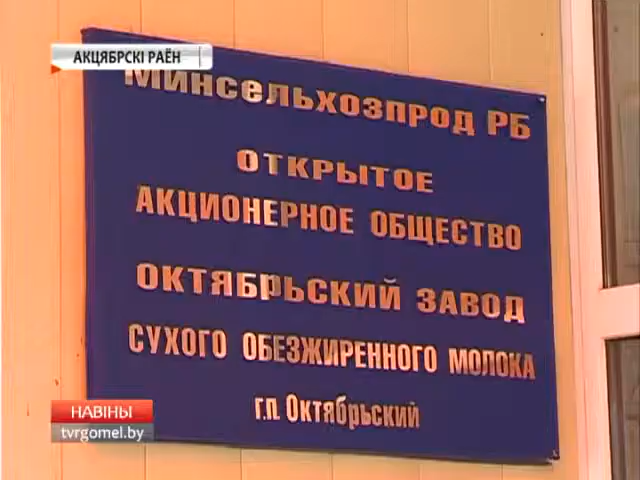 АКЦЯБРСКІ РАЁН
МИНСЕЛЬХОЗПРОД РБ
ОТКРЫТОЕ
АКЦИОНЕРНОЕ ОБЩЕСТВО
ОКТЯБРЬСКИЙ ЗАВОД
СУХОГО ОБЕЗЖИРЕННОГО МОЛОКА
г.п. Октябрьский
НАВІНЫ
tvrgomel.by